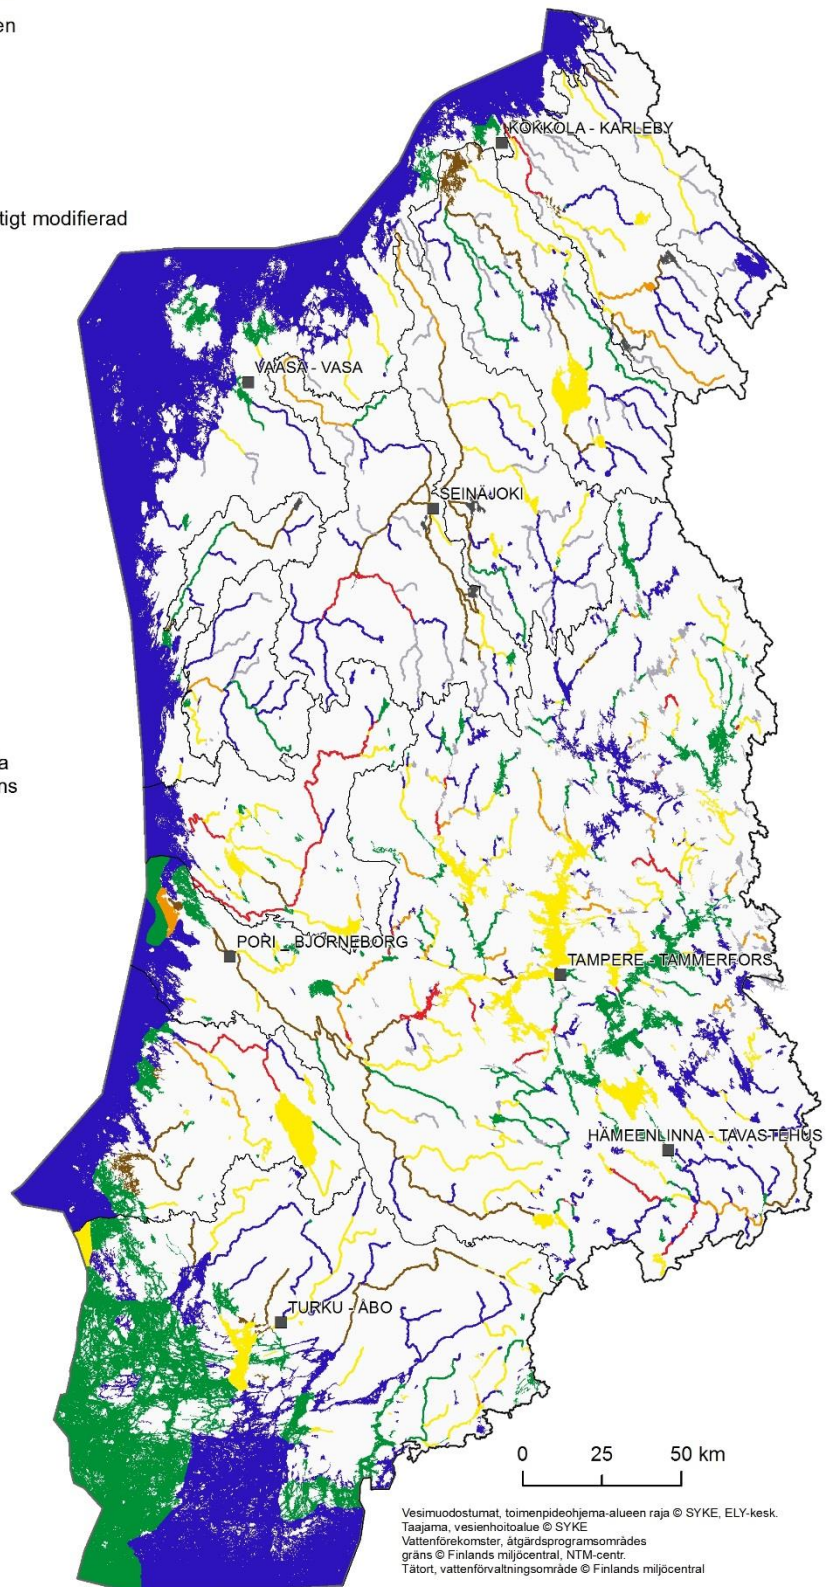 en
KOKKOLA - KARLEBY
tigt modifierad
VAASA - VASA
SEINÄJOKI
a
ns
PORI _ BJÖRNEBORG
TAMPERE - TAMMERFORS
HÄMEENLINNA - TAVASTEHUS
TURKU - ÅBO
0 25 50 km
Vesimuodostumat, toimenpideohjema-alueen raja © SYKE, ELY-kesk.
Taajama, vesienhoitoalue © SYKE
Vattenförekomster, åtgärdsprogramsområdes
gräns © Finlands miljöcentral, NTM-centr.
Tätort, vattenförvaltningsområde © Finlands miljöcentral